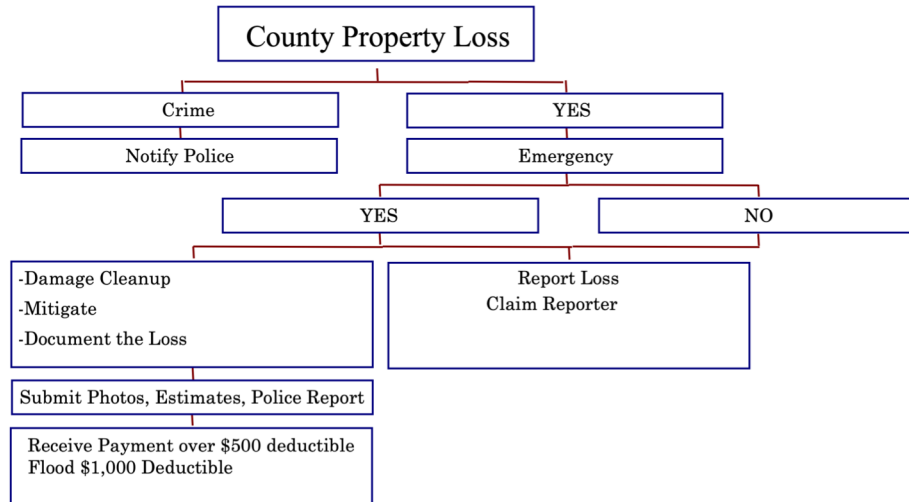 County Property Loss
Crime
YES
Notify Police
Emergency
YES
NO
-Damage Cleanup
-Mitigate
-Document the Loss
Report Loss
Claim Reporter
Submit Photos, Estimates, Police Report
Receive Payment over $500 deductible
Flood $1,000 Deductible